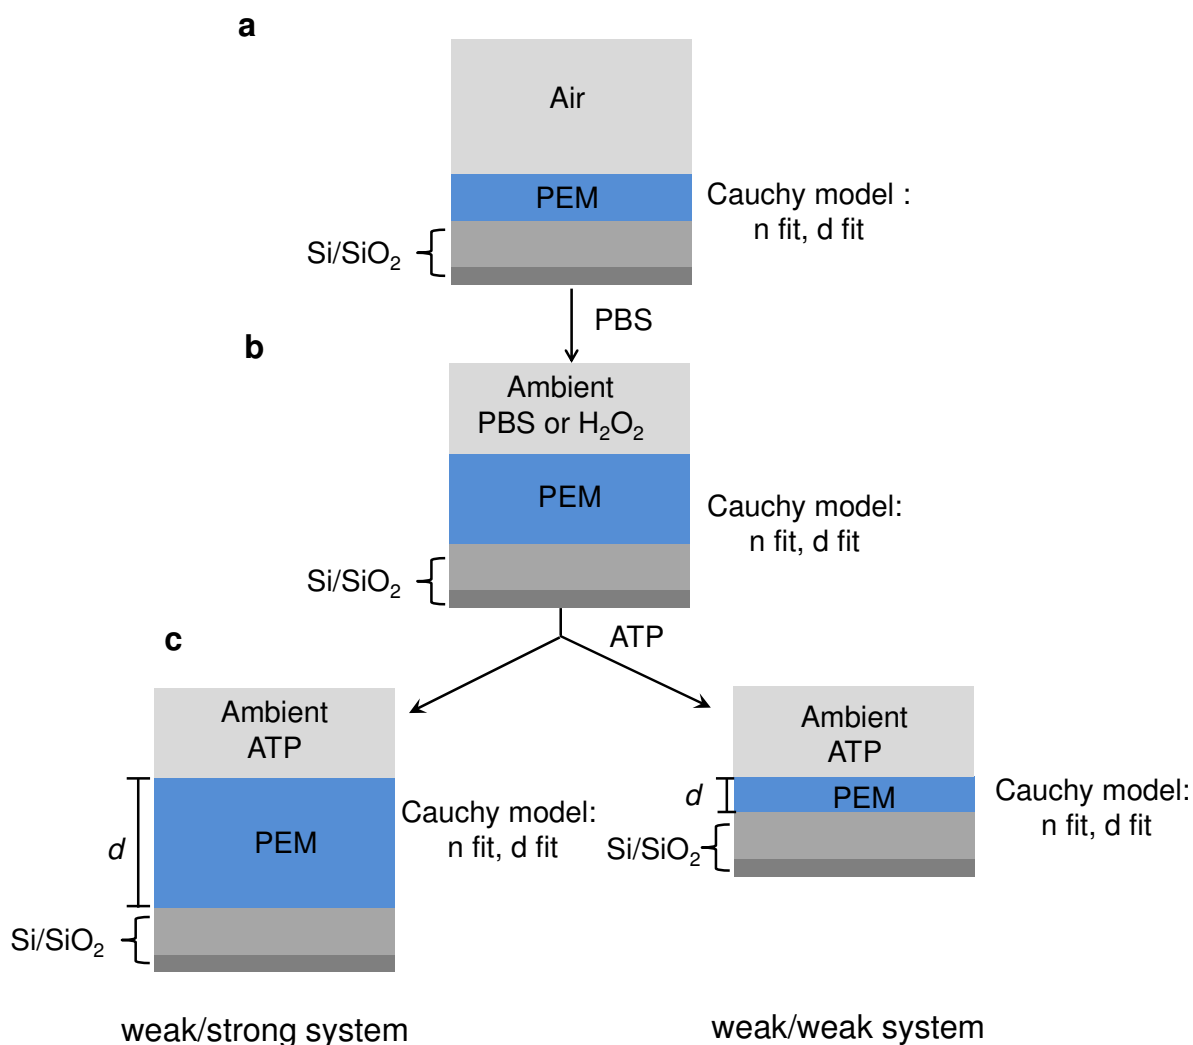 a
Air
PEM
Cauchy model :
n fit, d fit
Si/SiO₂
PBS
b
Ambient
PBS or H₂O₂
PEM
Cauchy model:
n fit, d fit
Si/SiO₂
ATP
c
Ambient
ATP
d
PEM
Cauchy model:
n fit, d fit
Si/SiO₂
weak/strong system
Ambient
ATP
d
PEM
Cauchy model:
n fit, d fit
Si/SiO₂
weak/weak system